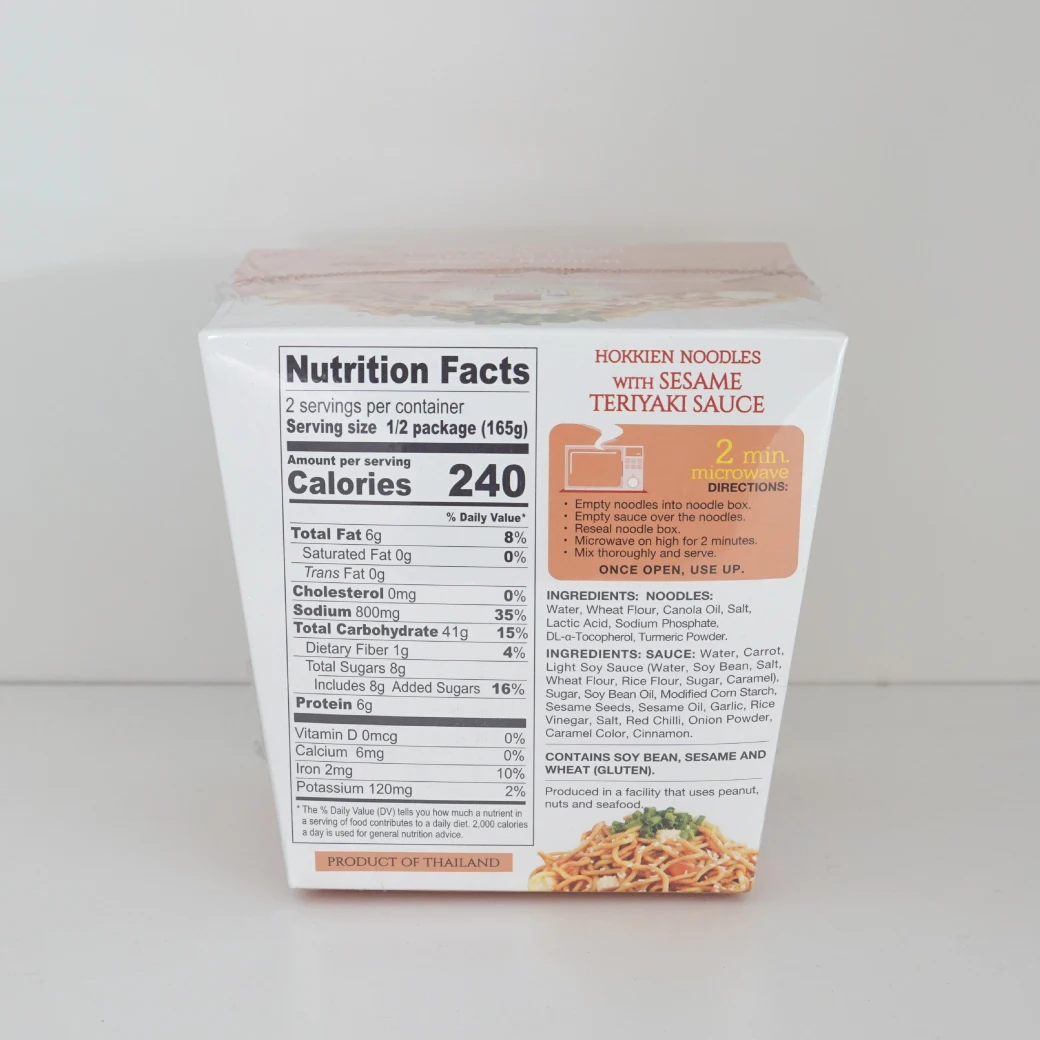 Nutrition Facts
2 servings per container
Serving size 1/2 package (165g)
Amount per serving
Calories 240
% Daily Value*
Total Fat 6g 8%
Saturated Fat 0g 0%
Trans Fat 0g
Cholesterol 0mg 0%
Sodium 800mg 35%
Total Carbohydrate 41g 15%
Dietary Fiber 1g 4%
Total Sugars 8g
Includes 8g Added Sugars 16%
Protein 6g
Vitamin D 0mcg 0%
Calcium 6mg 0%
Iron 2mg 10%
Potassium 120mg 2%
* The % Daily Value (DV) tells you how much a nutrient in
a serving of food contributes to a daily diet. 2,000 calories
a day is used for general nutrition advice.
PRODUCT OF THAILAND
HOKKIEN NOODLES
WITH SESAME
TERIYAKI SAUCE
2 min.
microwave
DIRECTIONS:
• Empty noodles into noodle box.
• Empty sauce over the noodles.
• Reseal noodle box.
• Microwave on high for 2 minutes.
• Mix thoroughly and serve.
ONCE OPEN, USE UP.
INGREDIENTS: NOODLES:
Water, Wheat Flour, Canola Oil, Salt,
Lactic Acid, Sodium Phosphate,
DL-α-Tocopherol, Turmeric Powder.
INGREDIENTS: SAUCE: Water, Carrot,
Light Soy Sauce (Water, Soy Bean, Salt,
Wheat Flour, Rice Flour, Sugar, Caramel),
Sugar, Soy Bean Oil, Modified Corn Starch,
Sesame Seeds, Sesame Oil, Garlic, Rice
Vinegar, Salt, Red Chilli, Onion Powder,
Caramel Color, Cinnamon.
CONTAINS SOY BEAN, SESAME AND
WHEAT (GLUTEN).
Produced in a facility that uses peanut,
nuts and seafood.